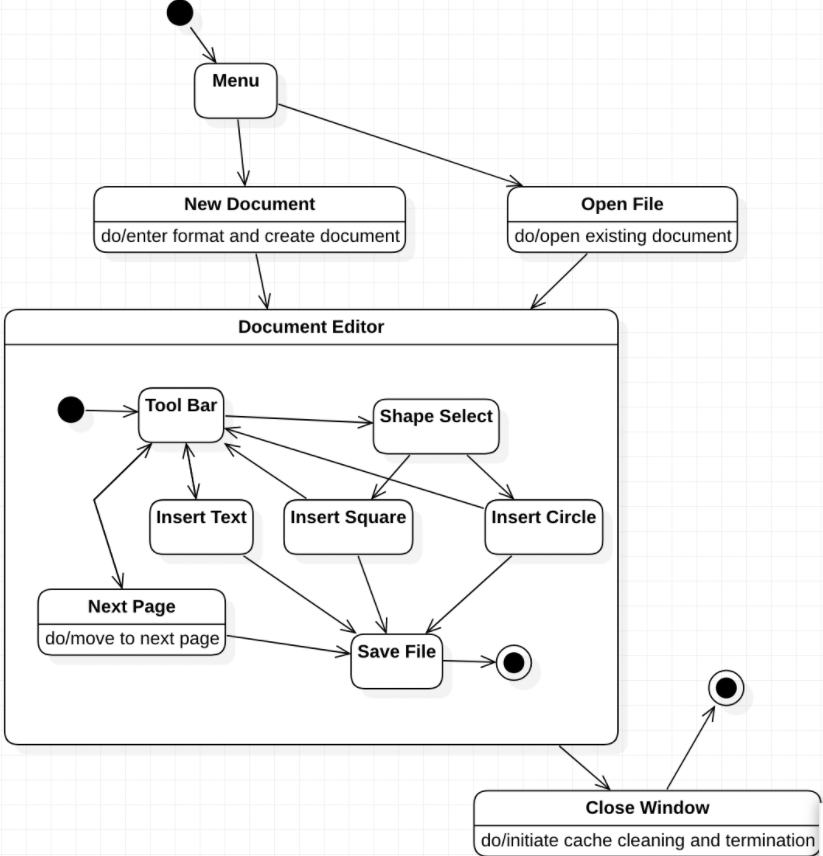 Menu
New Document
do/enter format and create document
Open File
do/open existing document
Document Editor
Tool Bar
Shape Select
Insert Text
Insert Square
Insert Circle
Next Page
do/move to next page
Save File
Close Window
do/initiate cache cleaning and termination